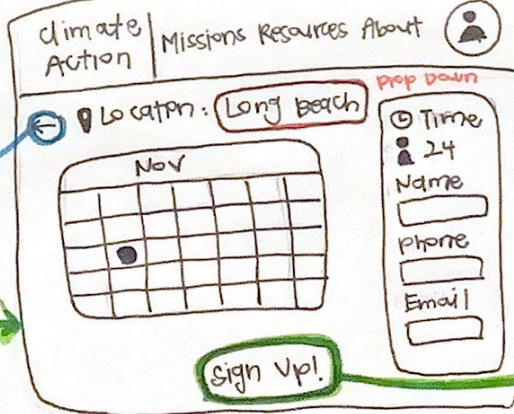 Climate Action
Missions Resources About
Drop Down
Location: Long Beach
Time
24
Nov
Name
Phone
Email
Sign Up!